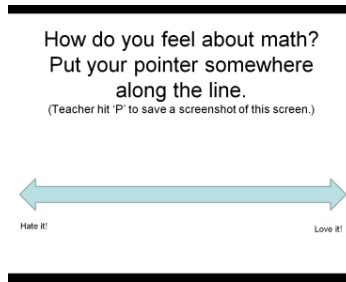 How do you feel about math?
Put your pointer somewhere
along the line.
(Teacher hit 'P' to save a screenshot of this screen.)
Hate it!
Love it!